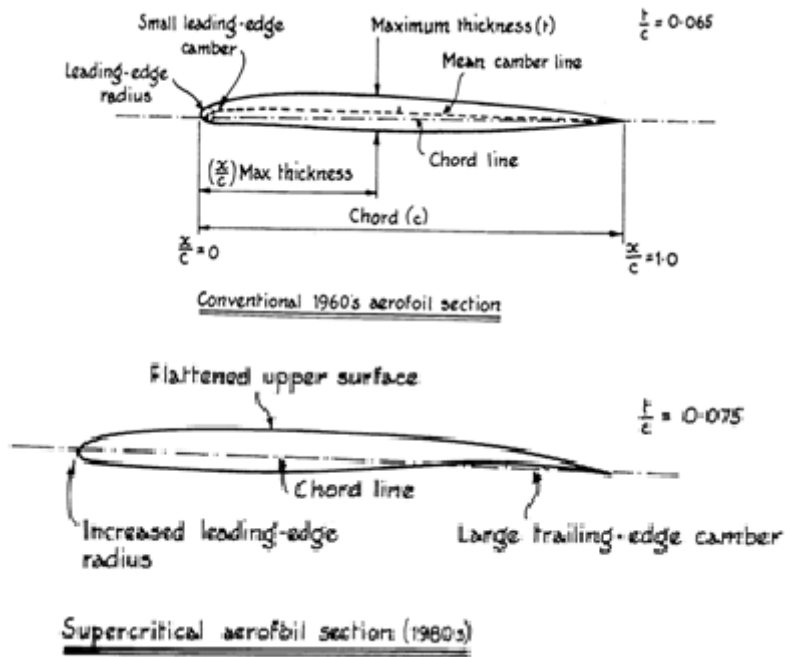 Small leading-edge
camber
Maximum thickness (t)
t/c = 0·065
Leading-edge
radius
Mean camber line
Chord line
(x/c) Max thickness
Chord (c)
x/c = 0
x/c = 1·0
Conventional 1960's aerofoil section
Flattened upper surface
t/c = 0·075
Chord line
Increased leading-edge
radius
Large trailing-edge camber
Supercritical aerofoil section (1980s)